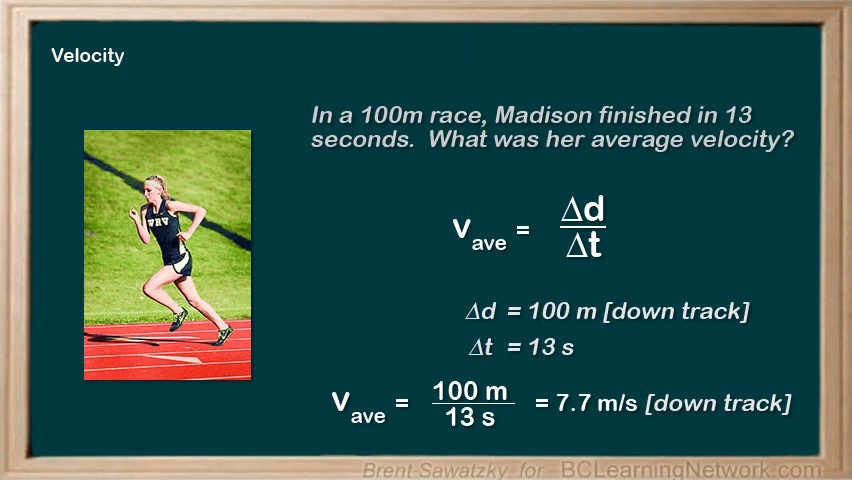 Velocity
In a 100m race, Madison finished in 13
seconds. What was her average velocity?
WRV
v ave = Δd
Δt
Δd = 100 m [down track]
Δt = 13 s
v ave = 100 m
13 s
= 7.7 m/s [down track]
Brent Sawatzky for BCLearningNetwork.com